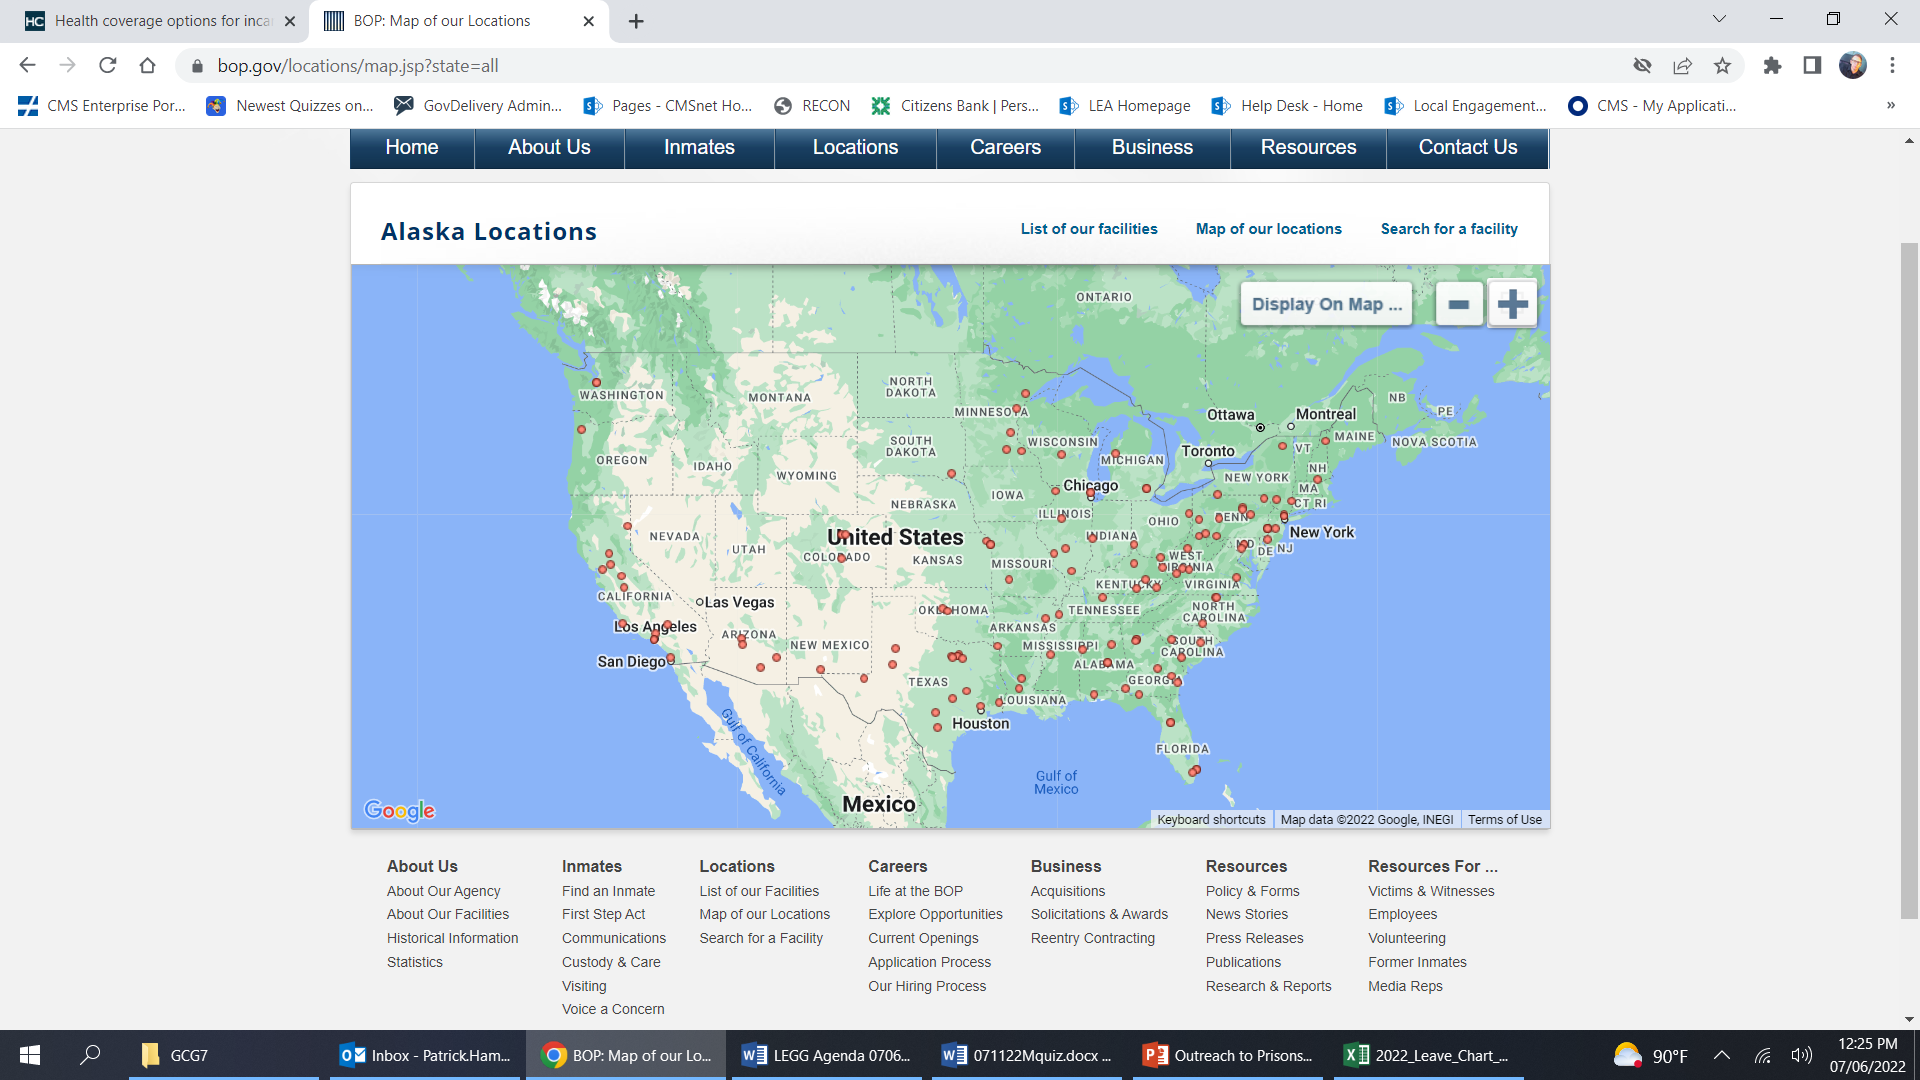 HC Health coverage options for incar
BOP: Map of our Locations
bop.gov/locations/map.jsp?state=all
CMS Enterprise Por...
Newest Quizzes on...
GovDelivery Admin...
Pages - CMSnet Ho...
RECON
Citizens Bank | Pers...
LEA Homepage
Help Desk - Home
Local Engagement...
CMS - My Applicati...
»
Home
About Us
Inmates
Locations
Careers
Business
Resources
Contact Us
Alaska Locations
List of our facilities
Map of our locations
Search for a facility
Display On Map ...
ONTARIO
WASHINGTON
MONTANA
NORTH
DAKOTA
MINNESOTA
Ottawa
Montreal
NB
PE
MAINE
NOVA SCOTIA
OREGON
IDAHO
WYOMING
SOUTH
DAKOTA
WISCONSIN
MICHIGAN
Toronto
VT
NH
NEW YORK
MA
CT RI
Chicago
IOWA
NEBRASKA
ILLINOIS
INDIANA
OHIO
PENN
New York
NEVADA
UTAH
United States
COLORADO
KANSAS
MISSOURI
WEST
VIRGINIA
MD
DE
NJ
KENTUCKY
VIRGINIA
CALIFORNIA
Las Vegas
OKLAHOMA
TENNESSEE
NORTH
CAROLINA
Los Angeles
ARIZONA
NEW MEXICO
ARKANSAS
MISSISSIPPI
SOUTH
CAROLINA
San Diego
TEXAS
ALABAMA
GEORGIA
LOUISIANA
Houston
Gulf of California
FLORIDA
Gulf of
Mexico
Mexico
Google
Keyboard shortcuts
Map data ©2022 Google, INEGI
Terms of Use
About Us
About Our Agency
About Our Facilities
Historical Information
Statistics
Inmates
Find an Inmate
First Step Act
Communications
Custody & Care
Visiting
Voice a Concern
Locations
List of our Facilities
Map of our Locations
Search for a Facility
Careers
Life at the BOP
Explore Opportunities
Current Openings
Application Process
Our Hiring Process
Business
Acquisitions
Solicitations & Awards
Reentry Contracting
Resources
Policy & Forms
News Stories
Press Releases
Publications
Research & Reports
Resources For ...
Victims & Witnesses
Employees
Volunteering
Former Inmates
Media Reps
GCG7
Inbox - Patrick.Ham...
BOP: Map of our Lo...
LEGG Agenda 0706...
071122Mquiz.docx ...
Outreach to Prisons...
2022_Leave_Chart_...
90°F
12:25 PM
07/06/2022